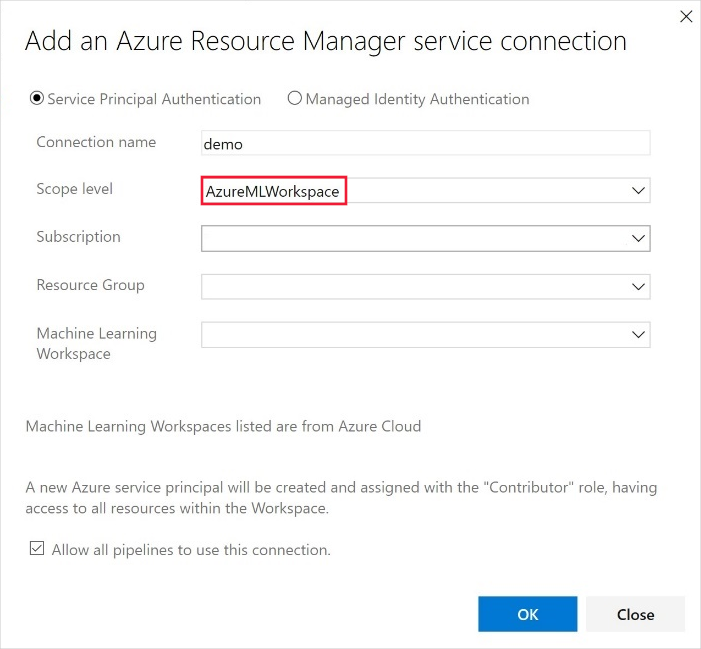 Add an Azure Resource Manager service connection
Service Principal Authentication Managed Identity Authentication
Connection name demo
Scope level AzureMLWorkspace
Subscription
Resource Group
Machine Learning
Workspace
Machine Learning Workspaces listed are from Azure Cloud
A new Azure service principal will be created and assigned with the "Contributor" role, having
access to all resources within the Workspace.
Allow all pipelines to use this connection.
OK Close